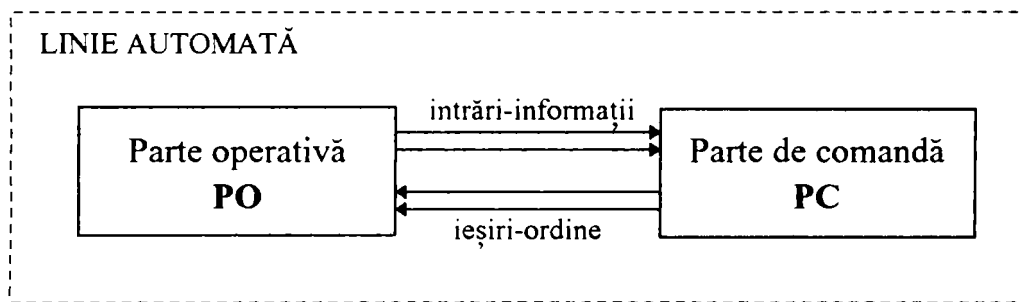 LINIE AUTOMATĂ
intrări-informații
Parte operativă
PO
Parte de comandă
PC
ieșiri-ordine